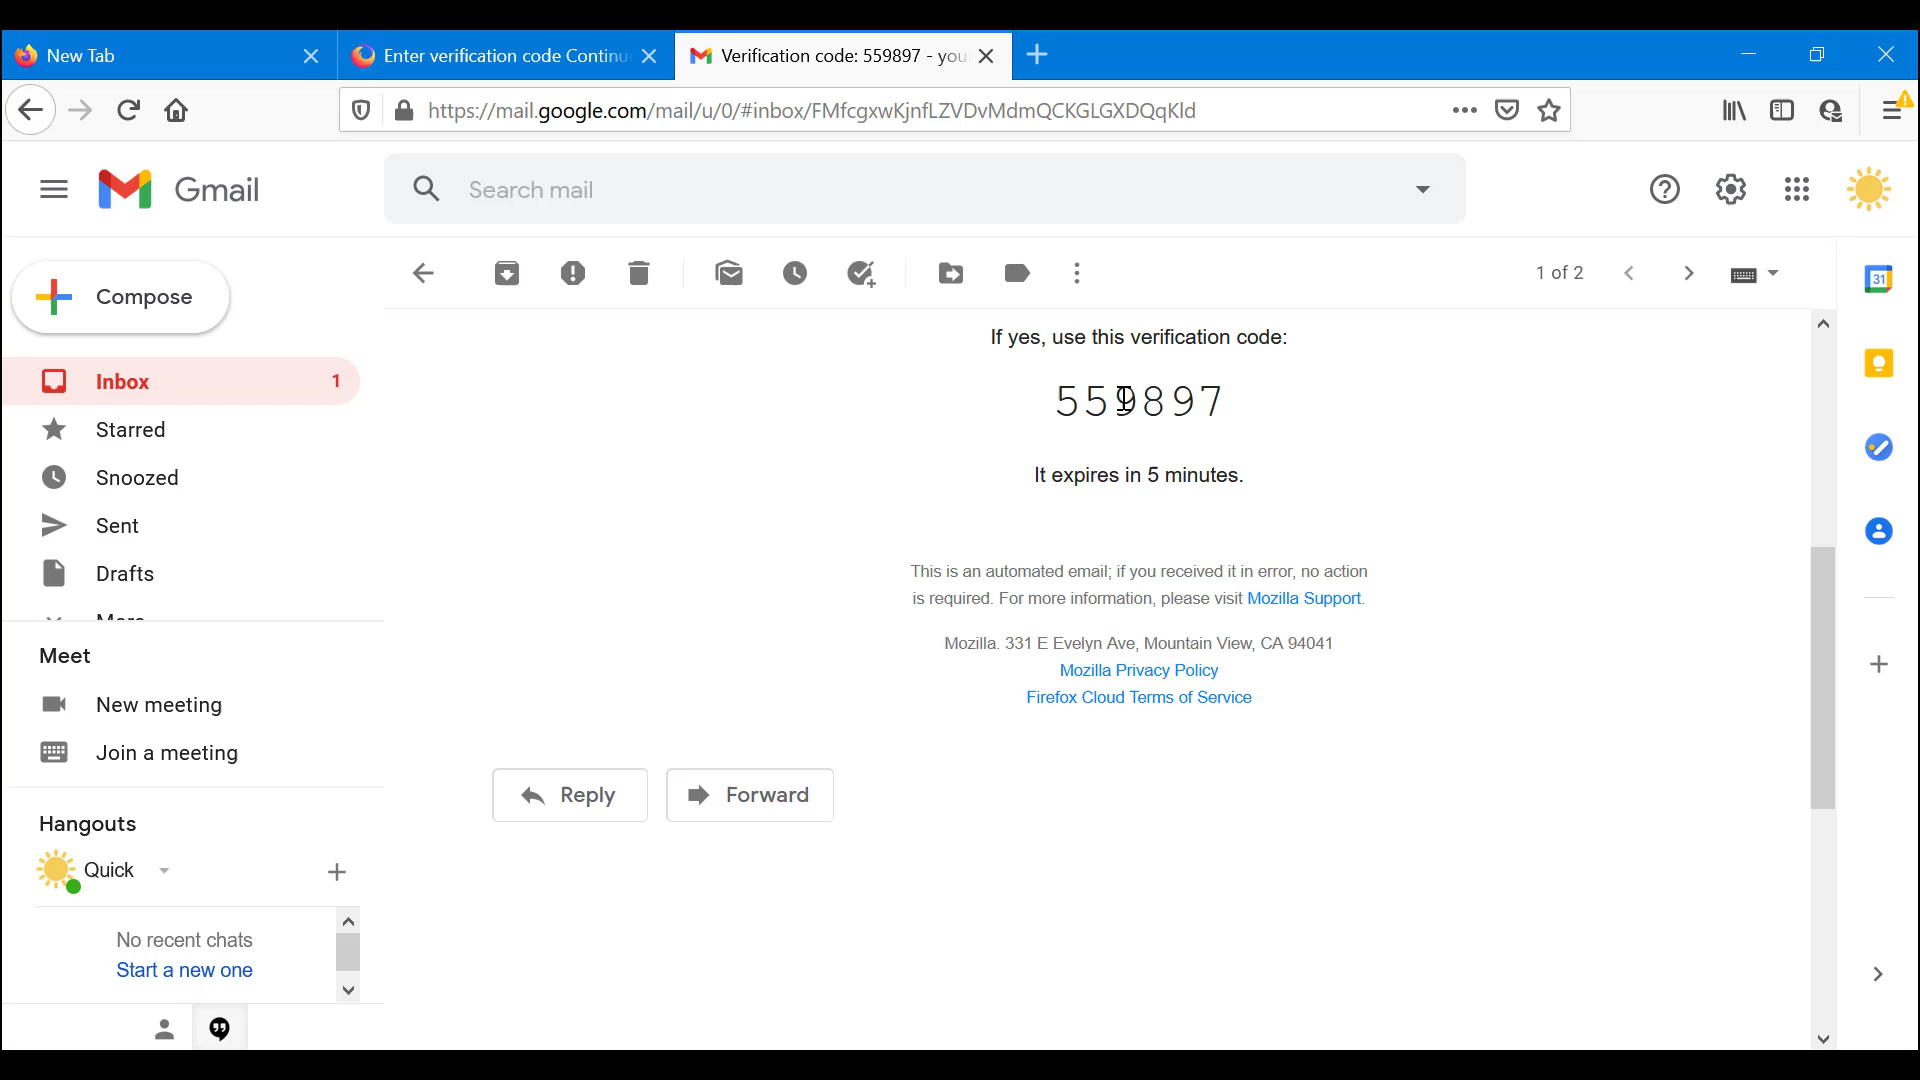 New Tab
Enter verification code Continu
Verification code: 559897 - you
https://mail.google.com/mail/u/0/#inbox/FMfcgxwKjnfLZVDvMdmQCKGLGXDQqKld
Gmail
Search mail
Compose
1 of 2
31
Inbox 1
Starred
Snoozed
Sent
Drafts
More
Meet
New meeting
Join a meeting
Hangouts
Quick
No recent chats
Start a new one
If yes, use this verification code:
559897
It expires in 5 minutes.
This is an automated email; if you received it in error, no action
is required. For more information, please visit Mozilla Support.
Mozilla. 331 E Evelyn Ave, Mountain View, CA 94041
Mozilla Privacy Policy
Firefox Cloud Terms of Service
Reply
Forward